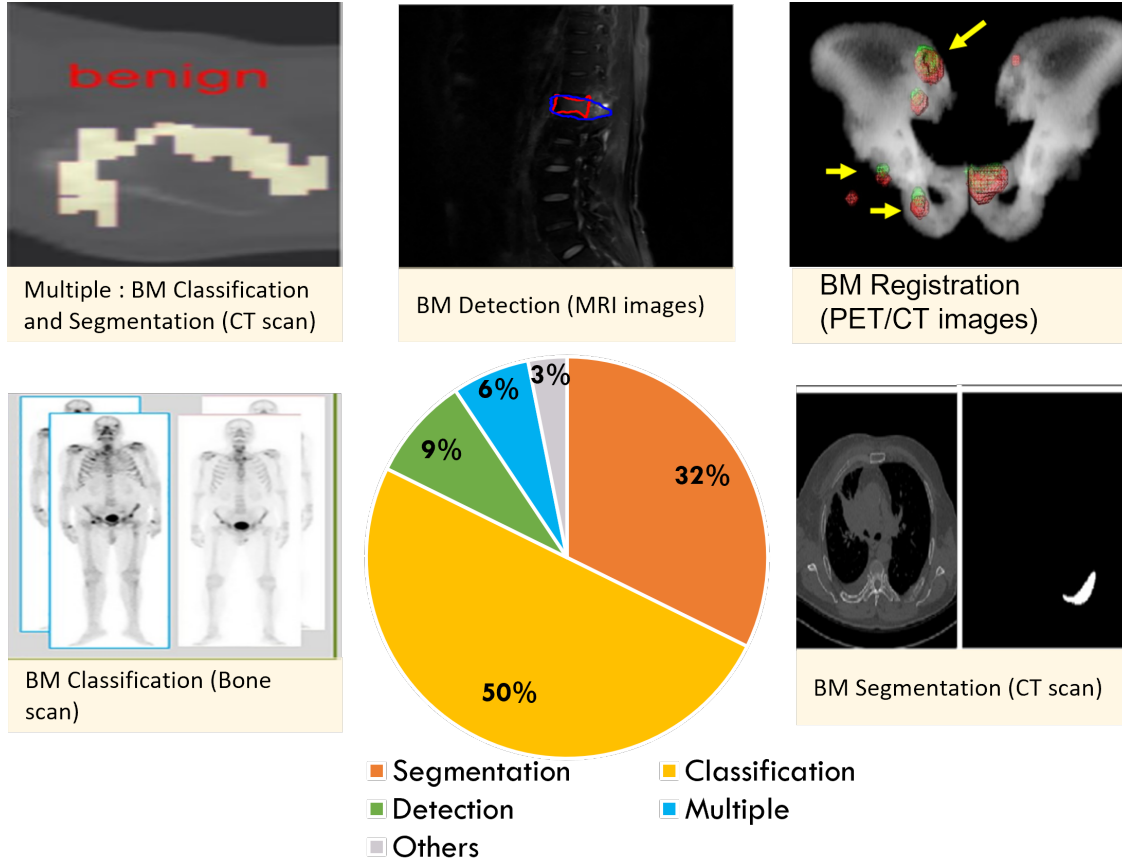 benign
Multiple : BM Classification
and Segmentation (CT scan)
BM Detection (MRI images)
BM Registration
(PET/CT images)
6%
3%
9%
32%
50%
BM Classification (Bone
scan)
BM Segmentation (CT scan)
Segmentation
Classification
Detection
Multiple
Others